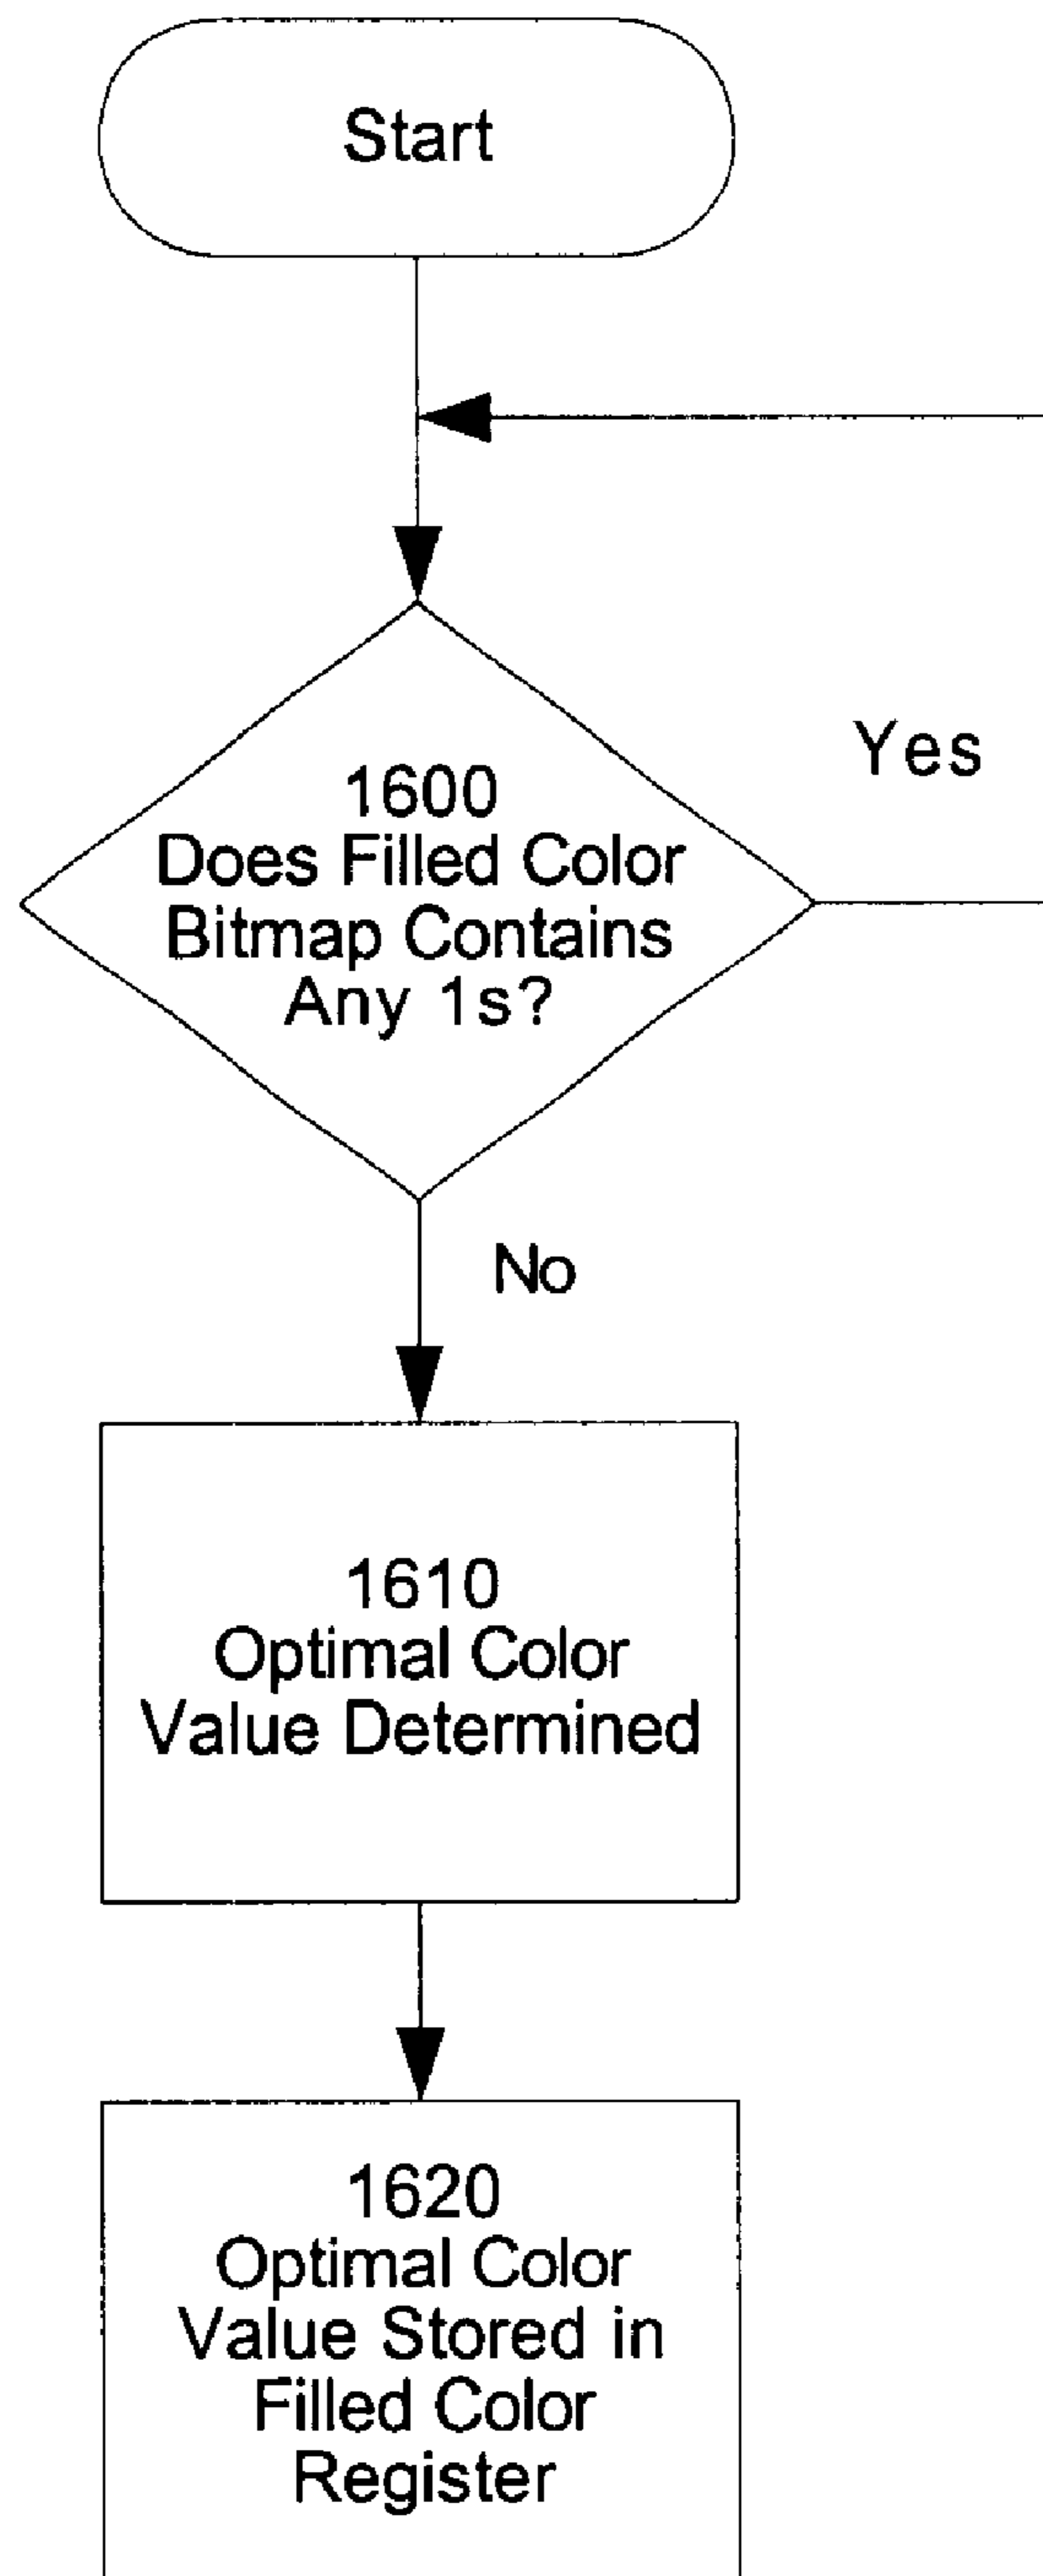 Start
1600
Does Filled Color
Bitmap Contains
Any 1s?
Yes
No
1610
Optimal Color
Value Determined
1620
Optimal Color
Value Stored in
Filled Color
Register